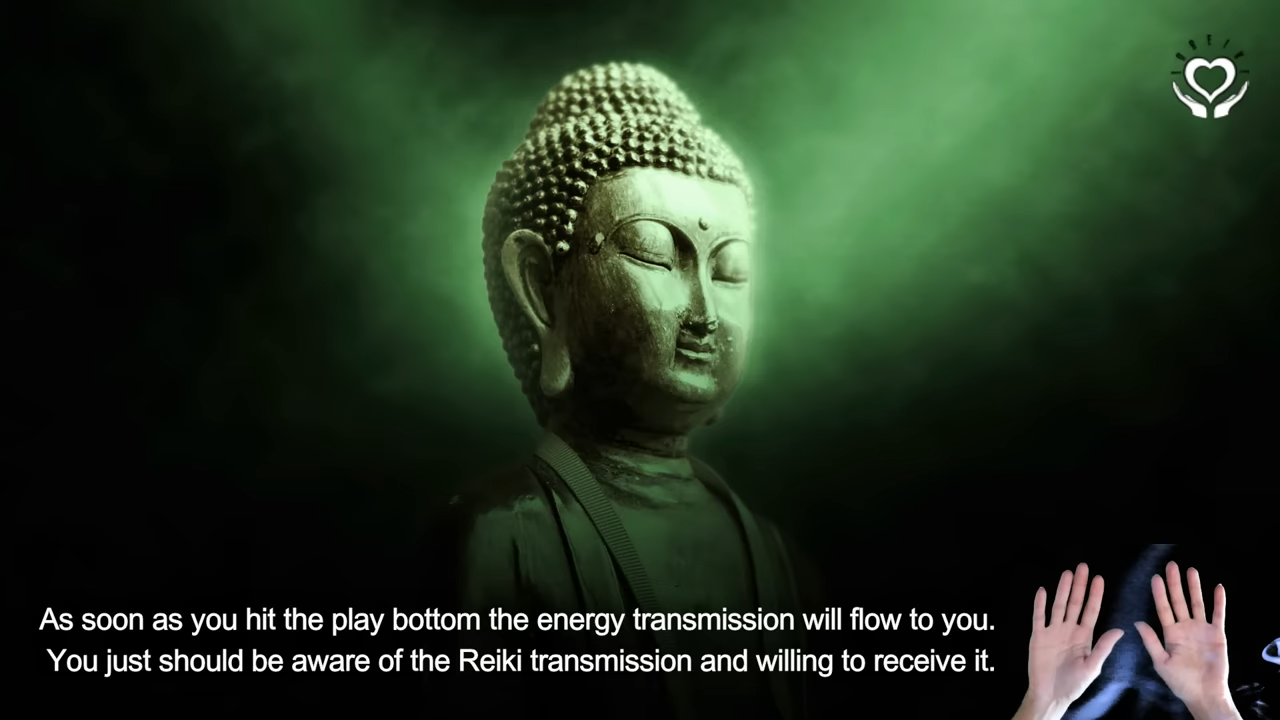 As soon as you hit the play bottom the energy transmission will flow to you.
You just should be aware of the Reiki transmission and willing to receive it.